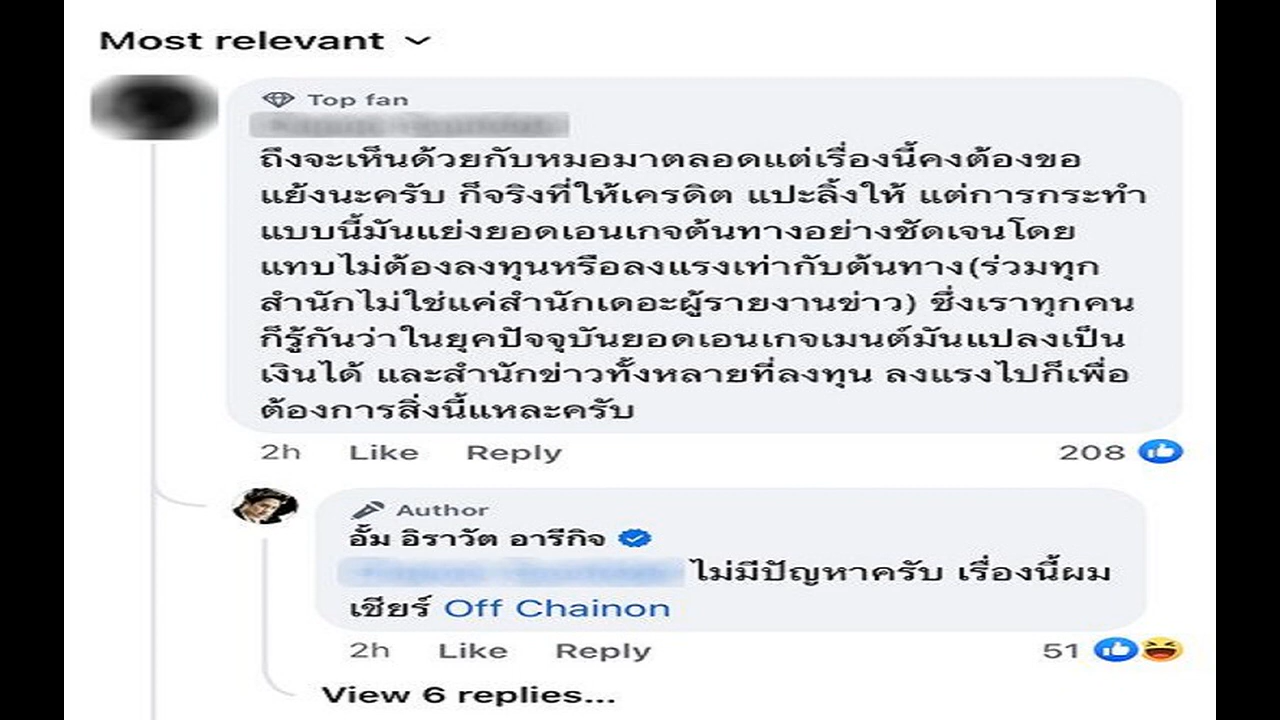 Most relevant
Top fan
ถึงจะเห็นด้วยกับหมอมาตลอดแต่เรื่องนี้คงต้องขอ
แย้งนะครับ ก็จริงที่ให้เครดิต แปะลิ้งให้ แต่การกระทำ
แบบนี้มันแย่งยอดเอนเกจต้นทางอย่างชัดเจนโดย
แทบไม่ต้องลงทุนหรือลงแรงเท่ากับต้นทาง(ร่วมทุก
สำนักไม่ใช่แค่สำนักเดอะผู้รายงานข่าว) ซึ่งเราทุกคน
ก็รู้กันว่าในยุคปัจจุบันยอดเอนเกจเมนต์มันแปลงเป็น
เงินได้ และสำนักข่าวทั้งหลายที่ลงทุน ลงแรงไปก็เพื่อ
ต้องการสิ่งนี้แหละครับ
2h Like Reply 208
Author
อั้ม อิราวัต อารีกิจ
ไม่มีปัญหาครับ เรื่องนี้ผม
เชียร์ Off Chainon
2h Like Reply 51
View 6 replies...